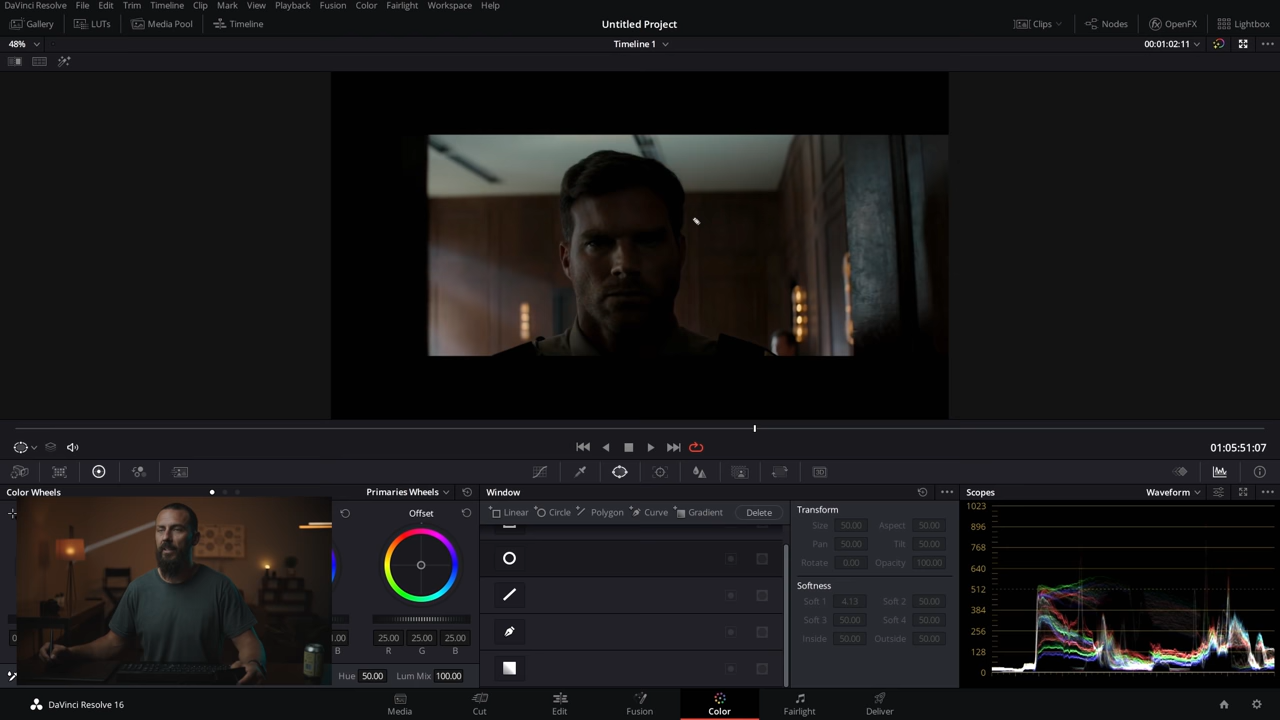 DaVinci Resolve File Edit Trim Timeline Clip Mark View Playback Fusion Color Fairlight Workspace Help
Gallery LUTs Media Pool Timeline Untitled Project Clips Nodes OpenFX Lightbox
48% Timeline 1 00:01:02:11
01:05:51:07
Color Wheels Primaries Wheels Window Scopes Waveform
Offset Linear Circle Polygon Curve Gradient Delete Transform
Size 50.00 Aspect 50.00
Pan 50.00 Tilt 50.00
Rotate 0.00 Opacity 100.00
Softness
Soft 1 4.13 Soft 2 50.00
Soft 3 50.00 Soft 4 50.00
Inside 50.00 Outside 50.00
1023
896
768
640
512
384
256
128
0
25.00 25.00 25.00
B R G B
Hue 50.00 Lum Mix 100.00
DaVinci Resolve 16 Media Cut Edit Fusion Color Fairlight Deliver